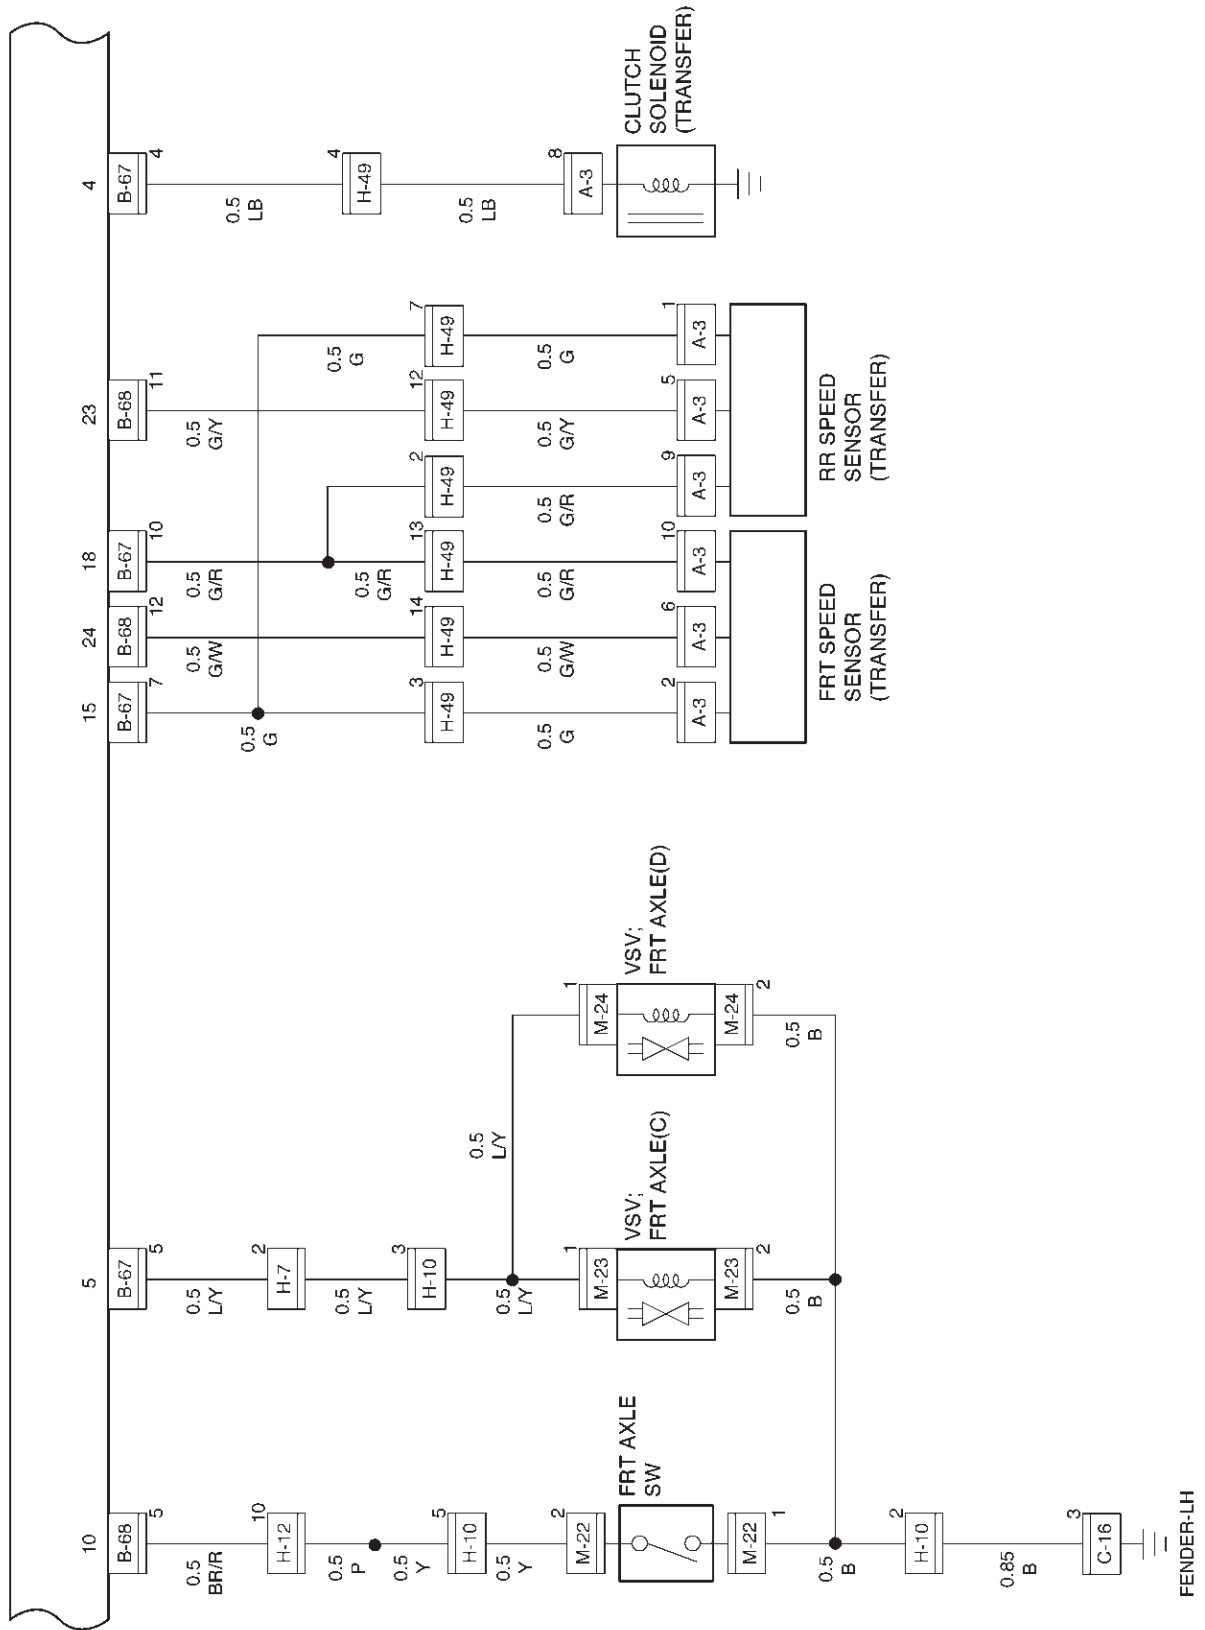 10
B-68
5
0.5
BR/R
H-12
10
0.5
P
0.5
Y
H-10
5
0.5
Y
M-22
2
FRT AXLE
SW
M-22
1
0.5
B
H-10
2
0.85
B
C-16
3
FENDER-LH
5
B-67
5
0.5
L/Y
H-7
2
0.5
L/Y
H-10
3
0.5
L/Y
0.5
L/Y
M-23
1
VSV;
FRT AXLE(C)
M-23
2
0.5
B
M-24
1
VSV;
FRT AXLE(D)
M-24
2
0.5
B
15
B-67
7
0.5
G
H-49
3
0.5
G
A-3
2
24
B-68
12
0.5
G/W
H-49
14
0.5
G/W
A-3
6
18
B-67
10
0.5
G/R
0.5
G/R
H-49
13
0.5
G/R
A-3
10
FRT SPEED
SENSOR
(TRANSFER)
H-49
2
0.5
G/R
A-3
9
23
B-68
11
0.5
G/Y
H-49
12
0.5
G/Y
A-3
5
0.5
G
H-49
7
0.5
G
A-3
1
RR SPEED
SENSOR
(TRANSFER)
4
B-67
4
0.5
LB
H-49
4
0.5
LB
A-3
8
CLUTCH
SOLENOID
(TRANSFER)